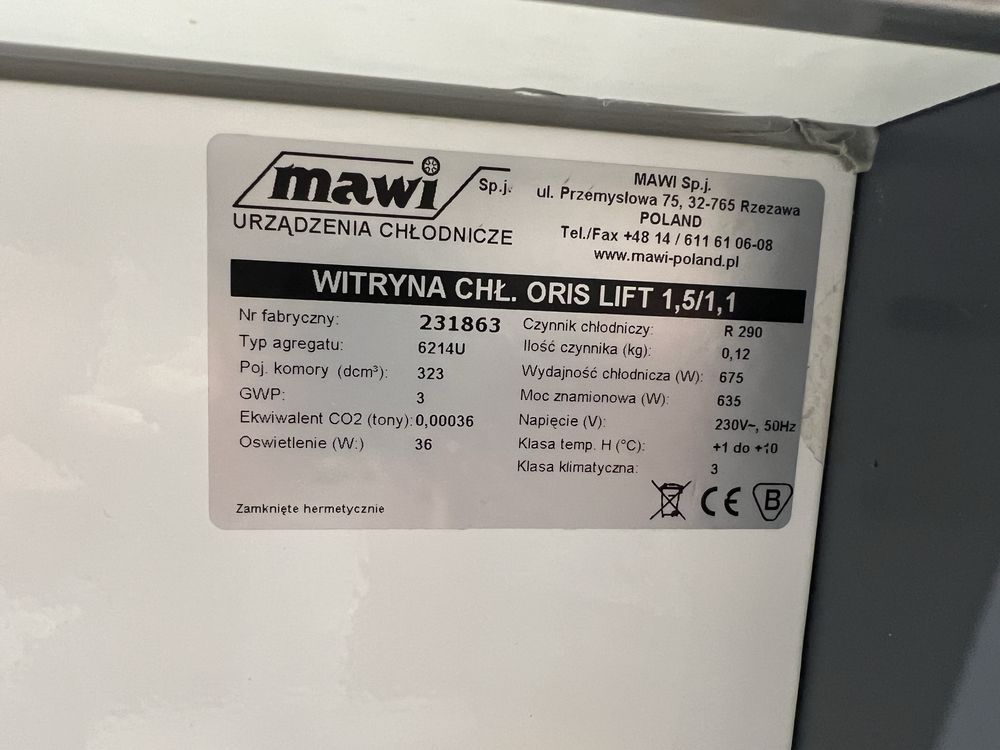 mawi Sp.j.
URZĄDZENIA CHŁODNICZE
MAWI Sp.j.
ul. Przemysłowa 75, 32-765 Rzezawa
POLAND
Tel./Fax +48 14 / 611 61 06-08
www.mawi-poland.pl
WITRYNA CHŁ. ORIS LIFT 1,5/1,1
Nr fabryczny: 231863
Typ agregatu: 6214U
Poj. komory (dcm³): 323
GWP: 3
Ekwiwalent CO2 (tony): 0,00036
Oswietlenie (W:) 36
Czynnik chłodniczy: R 290
Ilość czynnika (kg): 0,12
Wydajność chłodnicza (W): 675
Moc znamionowa (W): 635
Napięcie (V): 230V~, 50Hz
Klasa temp. H (°C): +1 do +10
Klasa klimatyczna: 3
Zamknięte hermetycznie
CE B